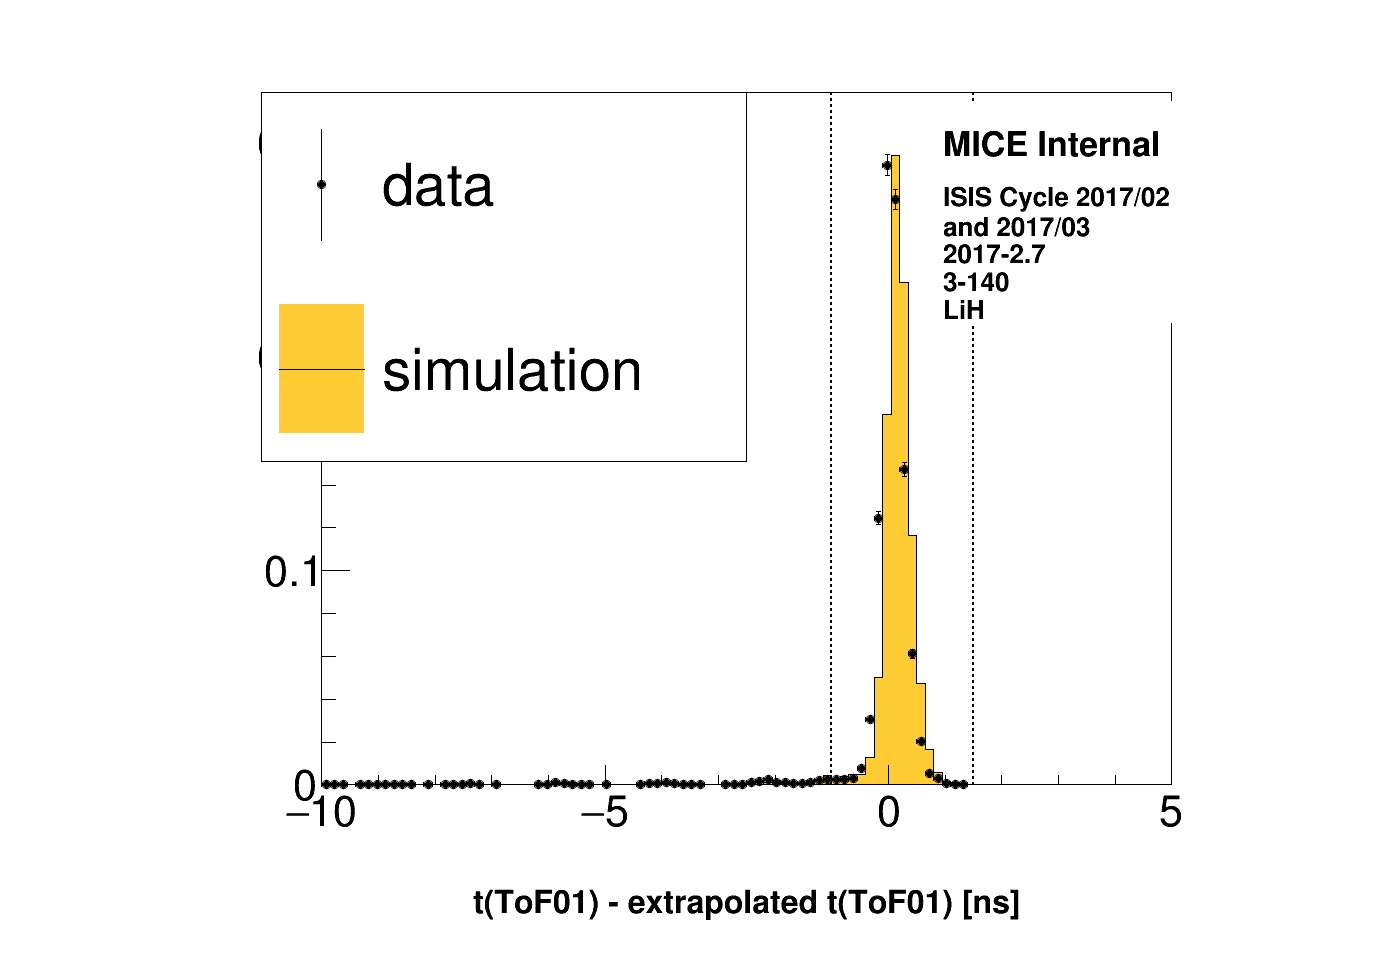 data
simulation
MICE Internal
ISIS Cycle 2017/02
and 2017/03
2017-2.7
3-140
LiH
0.1
0
−10
−5
0
5
t(ToF01) - extrapolated t(ToF01) [ns]